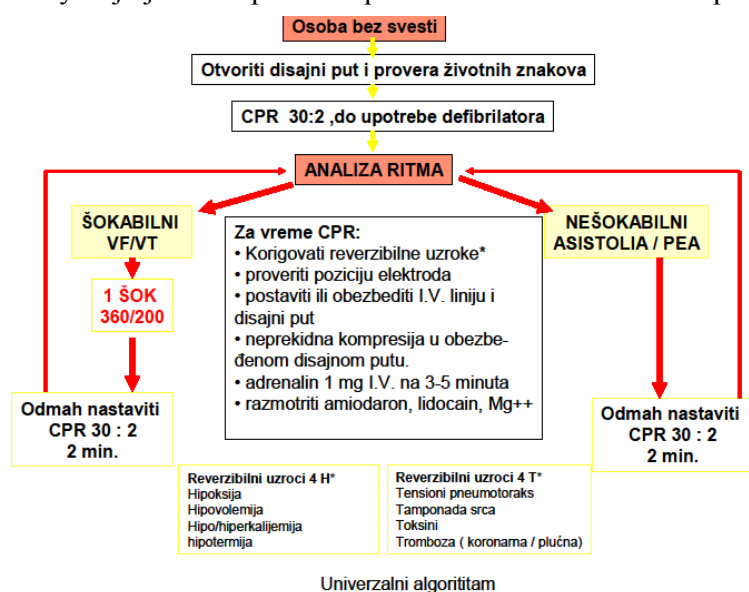 Osoba bez svesti
Otvoriti disajni put i provera životnih znakova
CPR 30:2 ,do upotrebe defibrilatora
ANALIZA RITMA
ŠOKABILNI
VF/VT
1 ŠOK
360/200
Odmah nastaviti
CPR 30 : 2
2 min.
Za vreme CPR:
• Korigovati reverzibilne uzroke*
• proveriti poziciju elektroda
• postaviti ili obezbediti I.V. liniju i
disajni put
• neprekidna kompresija u obezbe-
đenom disajnom putu.
• adrenalin 1 mg I.V. na 3-5 minuta
• razmotriti amiodaron, lidocain, Mg++
NEŠOKABILNI
ASISTOLIA / PEA
Odmah nastaviti
CPR 30 : 2
2 min.
Reverzibilni uzroci 4 H*
Hipoksija
Hipovolemija
Hipo/hiperkalijemija
hipotermija
Reverzibilni uzroci 4 T*
Tensioni pneumotoraks
Tamponada srca
Toksini
Tromboza ( koronarna / plućna)
Univerzalni algorititam